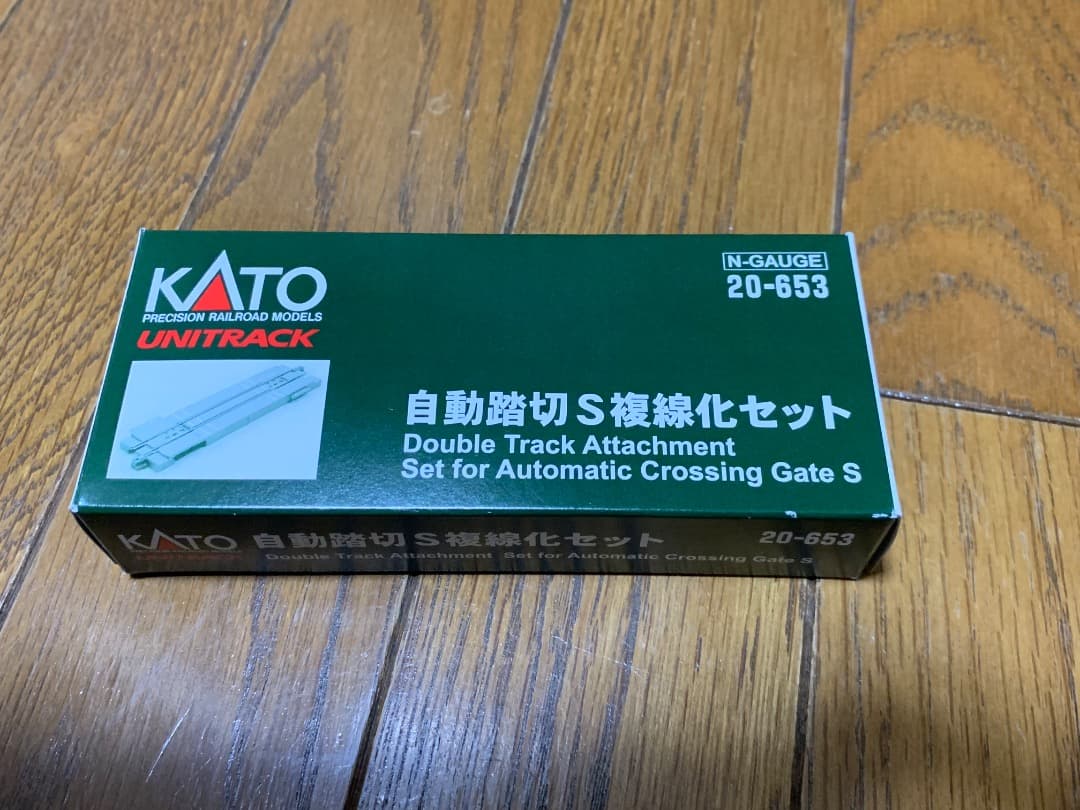 KATO
PRECISION RAILROAD MODELS
UNITRACK
N-GAUGE
20-653
自動踏切S複線化セット
Double Track Attachment
Set for Automatic Crossing Gate S
KATO
自動踏切S複線化セット
20-653
Double Track Attachment Set for Automatic Crossing Gate S